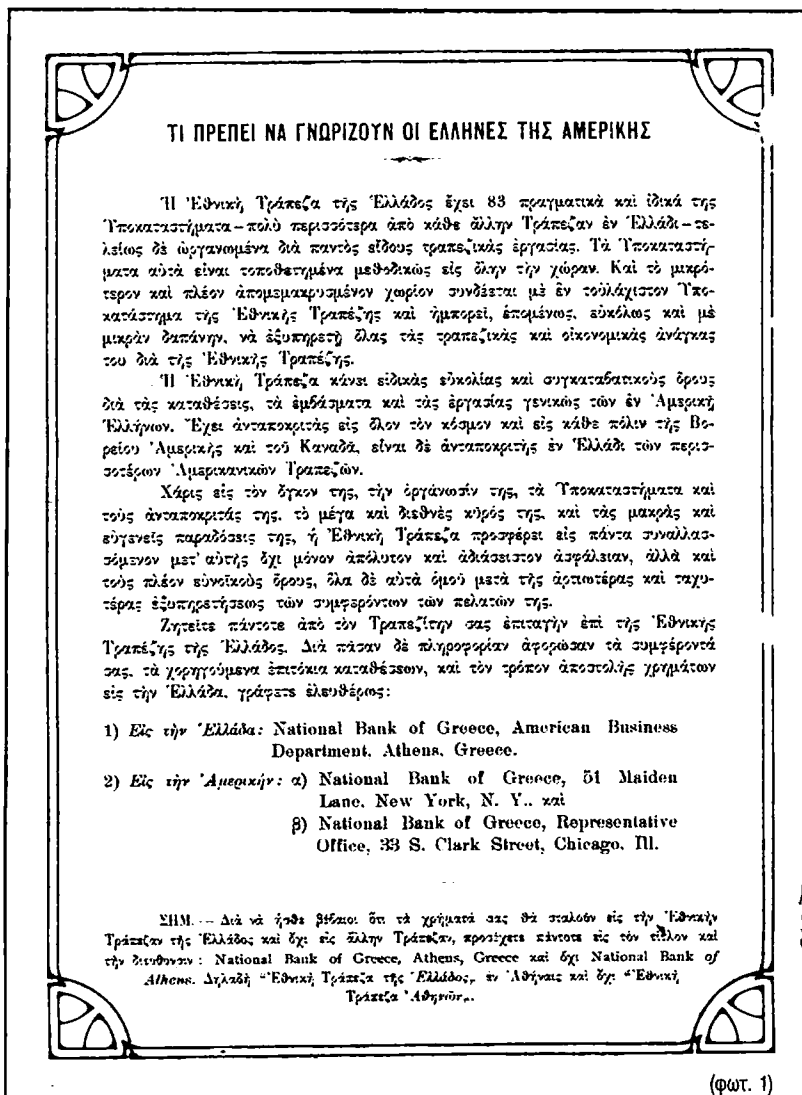 ΤΙ ΠΡΕΠΕΙ ΝΑ ΓΝΩΡΙΖΟΥΝ ΟΙ ΕΛΛΗΝΕΣ ΤΗΣ ΑΜΕΡΙΚΗΣ
Ἡ Ἐθνικὴ Τράπεζα τῆς Ἑλλάδος ἔχει 83 πραγματικὰ καὶ ἰδικά της
Ὑποκαταστήματα – πολὺ περισσότερα ἀπὸ κάθε ἄλλην Τράπεζαν ἐν Ἑλλάδι – τε-
λείως δὲ ὠργανωμένα διὰ παντὸς εἴδους τραπεζικὰς ἐργασίας. Τὰ Ὑποκαταστή-
ματα αὐτὰ εἶναι τοποθετημένα μεθοδικῶς εἰς ὅλην τὴν χώραν. Καὶ τὸ μικρό-
τερον καὶ πλέον ἀπομεμακρυσμένον χωρίον συνδέεται μὲ ἓν τοὐλάχιστον Ὑπο-
κατάστημα τῆς Ἐθνικῆς Τραπέζης καὶ ἠμπορεῖ, ἑπομένως, εὐκόλως καὶ μὲ
μικρὰν δαπάνην, νὰ ἐξυπηρετῇ ὅλας τὰς τραπεζικὰς καὶ οἰκονομικὰς ἀνάγκας
του διὰ τῆς Ἐθνικῆς Τραπέζης.
Ἡ Ἐθνικὴ Τράπεζα κάνει εἰδικὰς εὐκολίας καὶ συγκαταβατικοὺς ὅρους
διὰ τὰς καταθέσεις, τὰ ἐμβάσματα καὶ τὰς ἐργασίας γενικῶς τῶν ἐν Ἀμερικῇ
Ἑλλήνων. Ἔχει ἀνταποκριτὰς εἰς ὅλον τὸν κόσμον καὶ εἰς κάθε πόλιν τῆς Βο-
ρείου Ἀμερικῆς καὶ τοῦ Καναδᾶ, εἶναι δὲ ἀνταποκριτὴς ἐν Ἑλλάδι τῶν περισ-
σοτέρων Ἀμερικανικῶν Τραπεζῶν.
Χάρις εἰς τὸν ὄγκον της, τὴν ὀργάνωσίν της, τὰ Ὑποκαταστήματα καὶ
τοὺς ἀνταποκριτάς της, τὸ μέγα καὶ διεθνὲς κῦρός της, καὶ τὰς μακρὰς καὶ
εὐγενεῖς παραδόσεις της, ἡ Ἐθνικὴ Τράπεζα προσφέρει εἰς πάντα συναλλασ-
σόμενον μετ' αὐτῆς ὄχι μόνον ἀπόλυτον καὶ ἀδιάσειστον ἀσφάλειαν, ἀλλὰ καὶ
τοὺς πλέον εὐνοϊκοὺς ὅρους, ὅλα δὲ αὐτὰ ὁμοῦ μετὰ τῆς ἀρτιωτέρας καὶ ταχυ-
τέρας ἐξυπηρετήσεως τῶν συμφερόντων τῶν πελατῶν της.
Ζητεῖτε πάντοτε ἀπὸ τὸν Τραπεζίτην σας ἐπιταγὴν ἐπὶ τῆς Ἐθνικῆς
Τραπέζης τῆς Ἑλλάδος. Διὰ πᾶσαν δὲ πληροφορίαν ἀφορῶσαν τὰ συμφέροντά
σας, τὰ χορηγούμενα ἐπιτόκια καταθέσεων, καὶ τὸν τρόπον ἀποστολῆς χρημάτων
εἰς τὴν Ἑλλάδα, γράφετε ἐλευθέρως:
1) Εἰς τὴν Ἑλλάδα: National Bank of Greece, American Business
Department, Athens, Greece.
2) Εἰς τὴν Ἀμερικήν: α) National Bank of Greece, 51 Maiden
Lane, New York, N. Y., καὶ
β) National Bank of Greece, Representative
Office, 33 S. Clark Street, Chicago, Ill.
ΣΗΜ. — Διὰ νὰ ἦσθε βέβαιοι ὅτι τὰ χρήματά σας θὰ σταλοῦν εἰς τὴν Ἐθνικὴν
Τράπεζαν τῆς Ἑλλάδος καὶ ὄχι εἰς ἄλλην Τράπεζαν, προσέχετε πάντοτε εἰς τὸν τίτλον καὶ
τὴν διεύθυνσιν: National Bank of Greece, Athens, Greece καὶ ὄχι National Bank of
Athens. Δηλαδὴ “Ἐθνικὴ Τράπεζα τῆς Ἑλλάδος„ ἐν Ἀθήναις καὶ ὄχι “Ἐθνικὴ
Τράπεζα Ἀθηνῶν„.
(φωτ. 1)